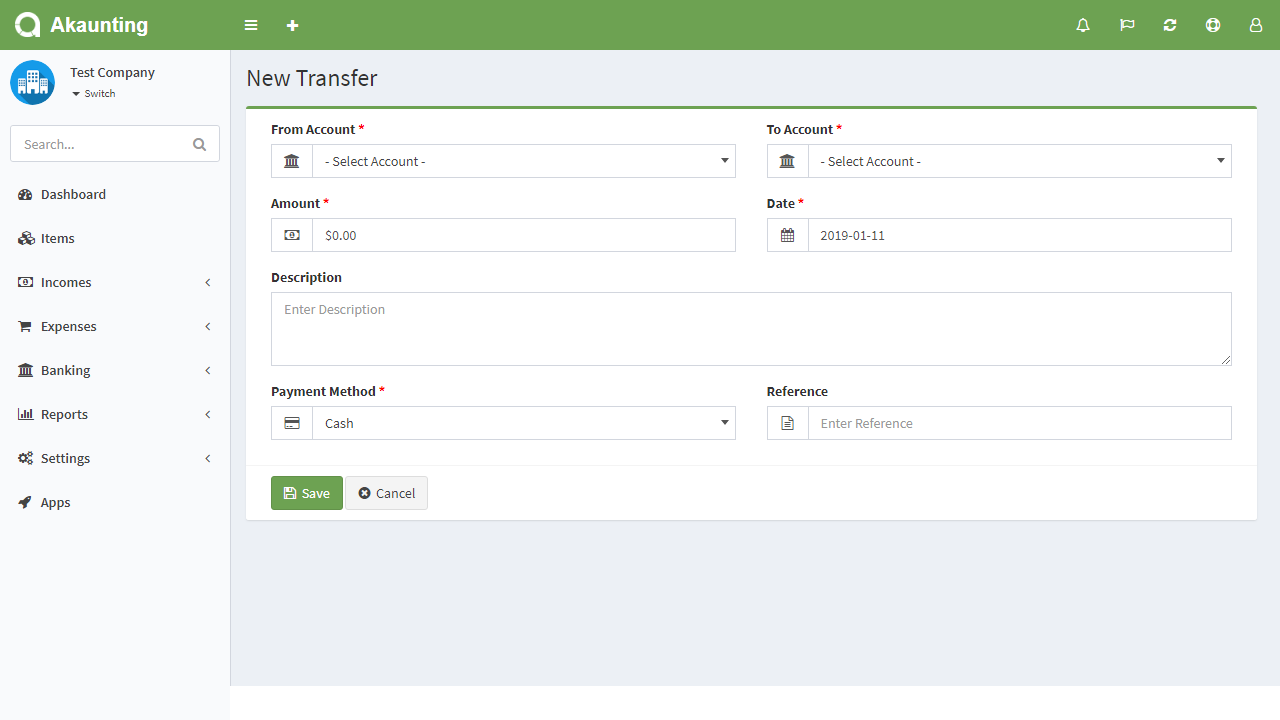 Akaunting
Test Company
Switch
Search...
Dashboard
Items
Incomes
Expenses
Banking
Reports
Settings
Apps
New Transfer
From Account *
To Account *
- Select Account -
- Select Account -
Amount *
Date *
$0.00
2019-01-11
Description
Enter Description
Payment Method *
Reference
Cash
Enter Reference
Save
Cancel